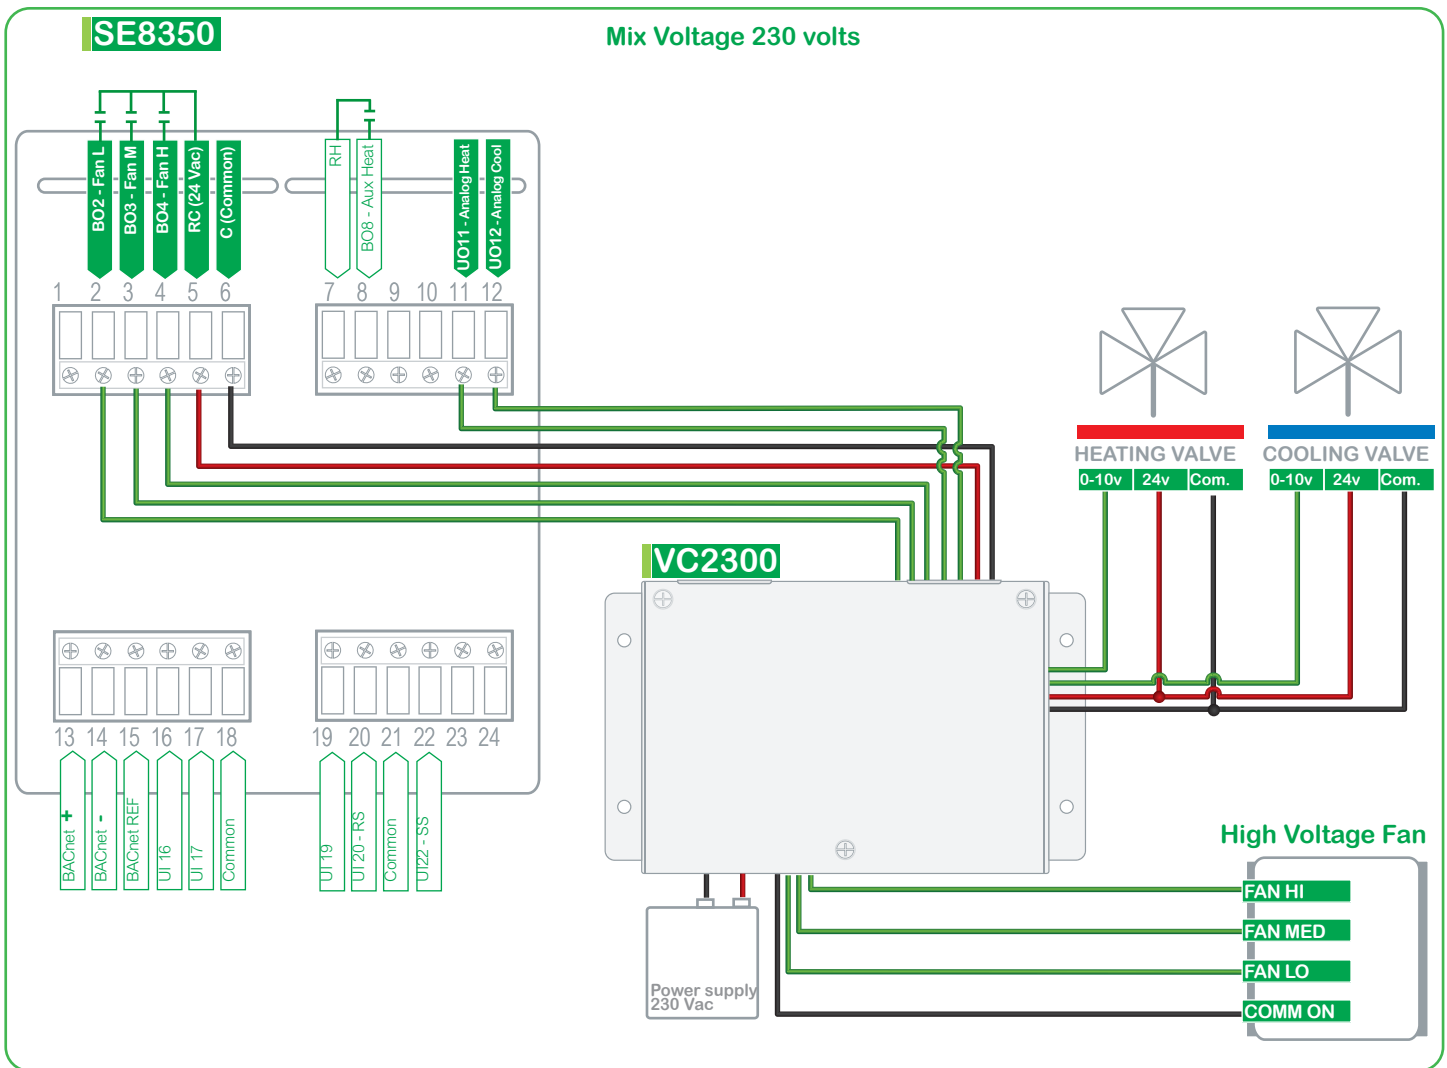 SE8350
Mix Voltage 230 volts
BO2 - Fan L
BO3 - Fan M
BO4 - Fan H
RC (24 Vac)
C (Common)
RH
BO8 - Aux Heat
UO11 - Analog Heat
UO12 - Analog Cool
1 2 3 4 5 6
7 8 9 10 11 12
HEATING VALVE
0-10v 24v Com.
COOLING VALVE
0-10v 24v Com.
VC2300
13 14 15 16 17 18
19 20 21 22 23 24
BACnet +
BACnet -
BACnet REF
UI 16
UI 17
Common
UI 19
UI 20 - RS
Common
UI22 - SS
High Voltage Fan
FAN HI
FAN MED
FAN LO
COMM ON
Power supply
230 Vac